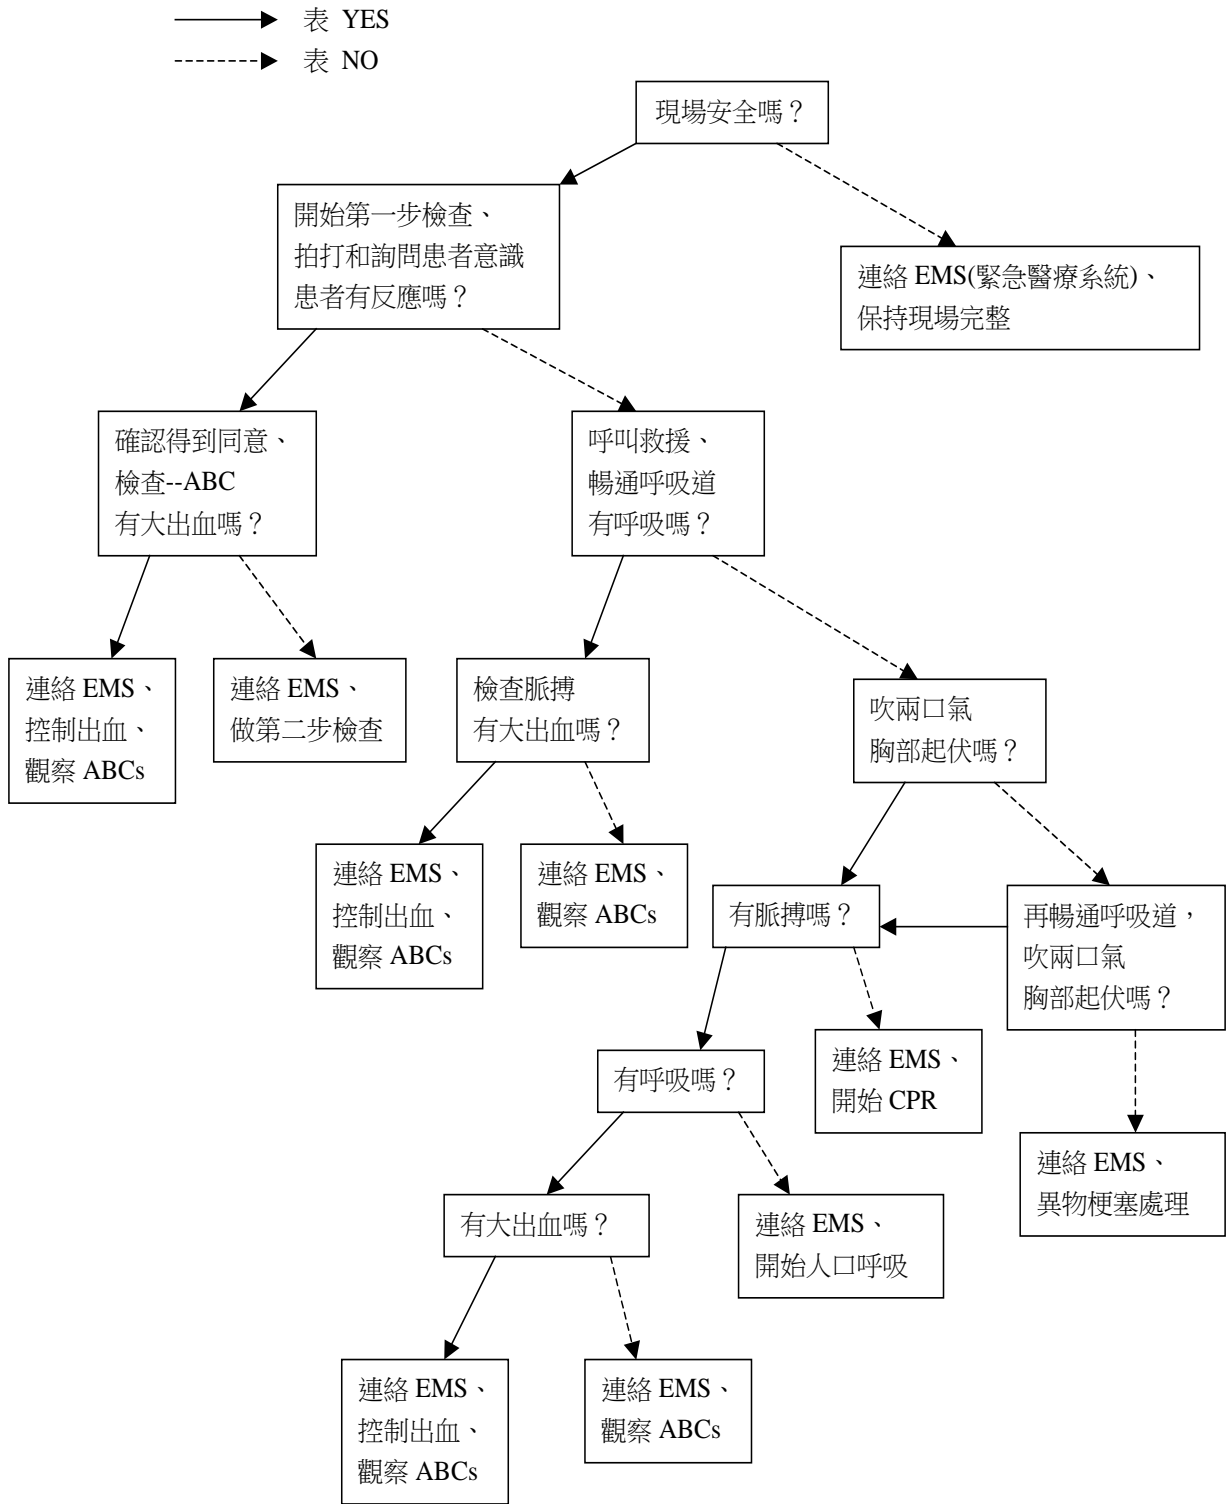 表 YES
表 NO
現場安全嗎？
開始第一步檢查、
拍打和詢問患者意識
患者有反應嗎？
連絡 EMS(緊急醫療系統)、
保持現場完整
確認得到同意、
檢查--ABC
有大出血嗎？
呼叫救援、
暢通呼吸道
有呼吸嗎？
連絡 EMS、
控制出血、
觀察 ABCs
連絡 EMS、
做第二步檢查
檢查脈搏
有大出血嗎？
吹兩口氣
胸部起伏嗎？
連絡 EMS、
控制出血、
觀察 ABCs
連絡 EMS、
觀察 ABCs
有脈搏嗎？
再暢通呼吸道，
吹兩口氣
胸部起伏嗎？
有呼吸嗎？
連絡 EMS、
開始 CPR
連絡 EMS、
異物梗塞處理
有大出血嗎？
連絡 EMS、
開始人口呼吸
連絡 EMS、
控制出血、
觀察 ABCs
連絡 EMS、
觀察 ABCs